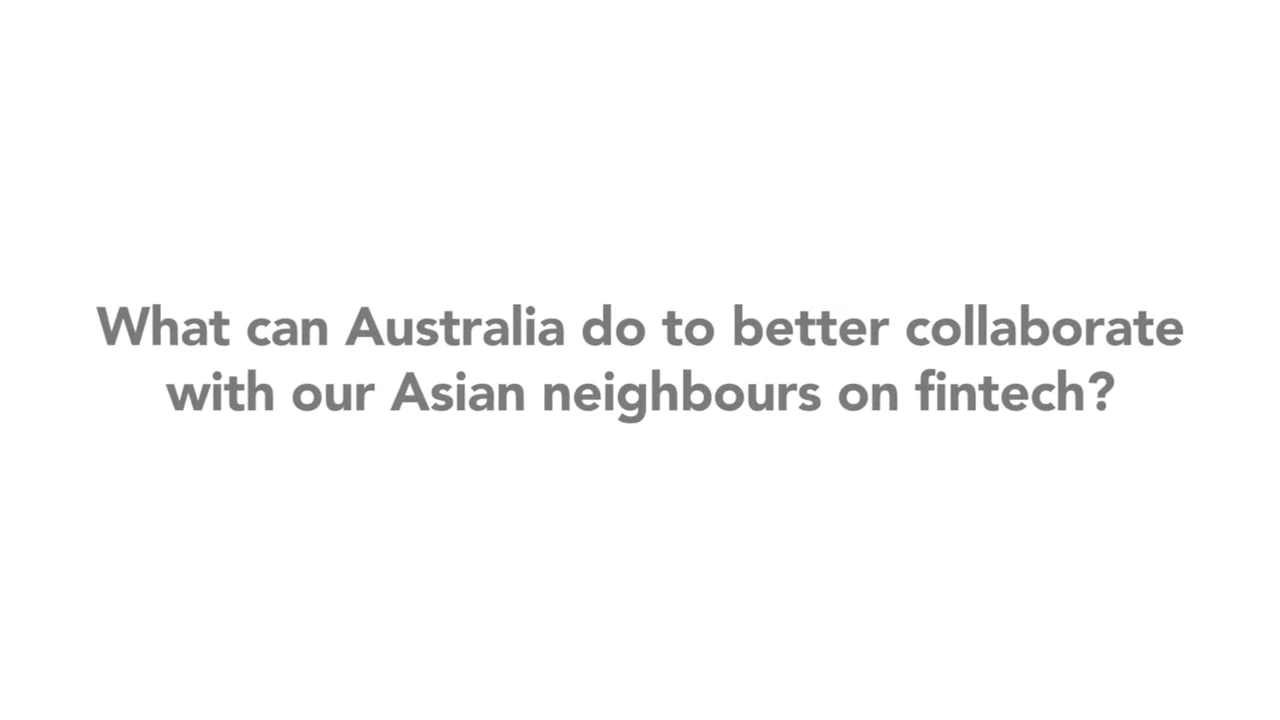 What can Australia do to better collaborate
with our Asian neighbours on fintech?